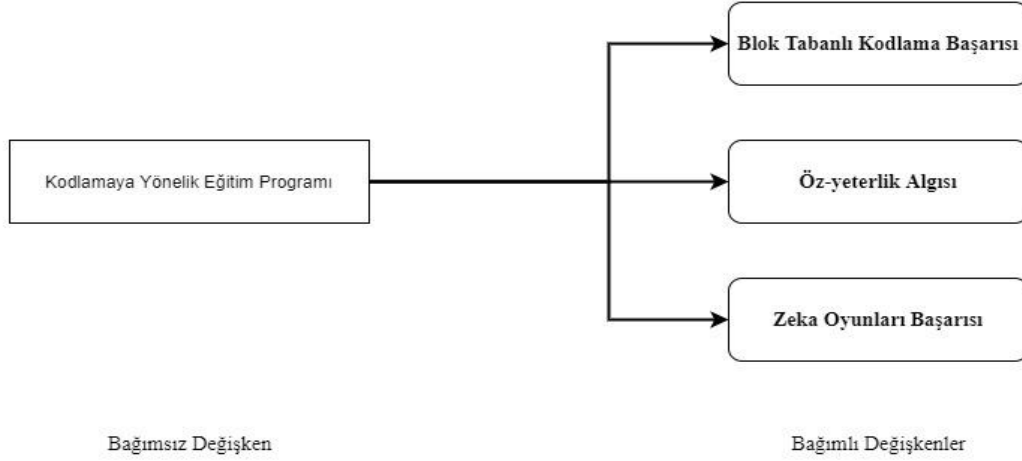 Blok Tabanlı Kodlama Başarısı
Kodlamaya Yönelik Eğitim Programı
Öz-yeterlik Algısı
Zeka Oyunları Başarısı
Bağımsız Değişken
Bağımlı Değişkenler